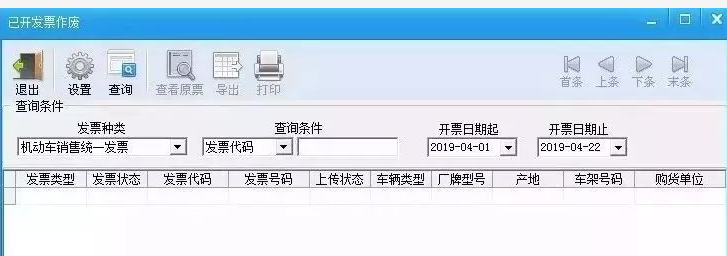 已开发票作废
退出 设置 查询 查看原票 导出 打印 首条 上条 下条 末条
查询条件
发票种类 查询条件 开票日期起 开票日期止
机动车销售统一发票 发票代码 2019-04-01 2019-04-22
发票类型 发票状态 发票代码 发票号码 上传状态 车辆类型 厂牌型号 产地 车架号码 购货单位